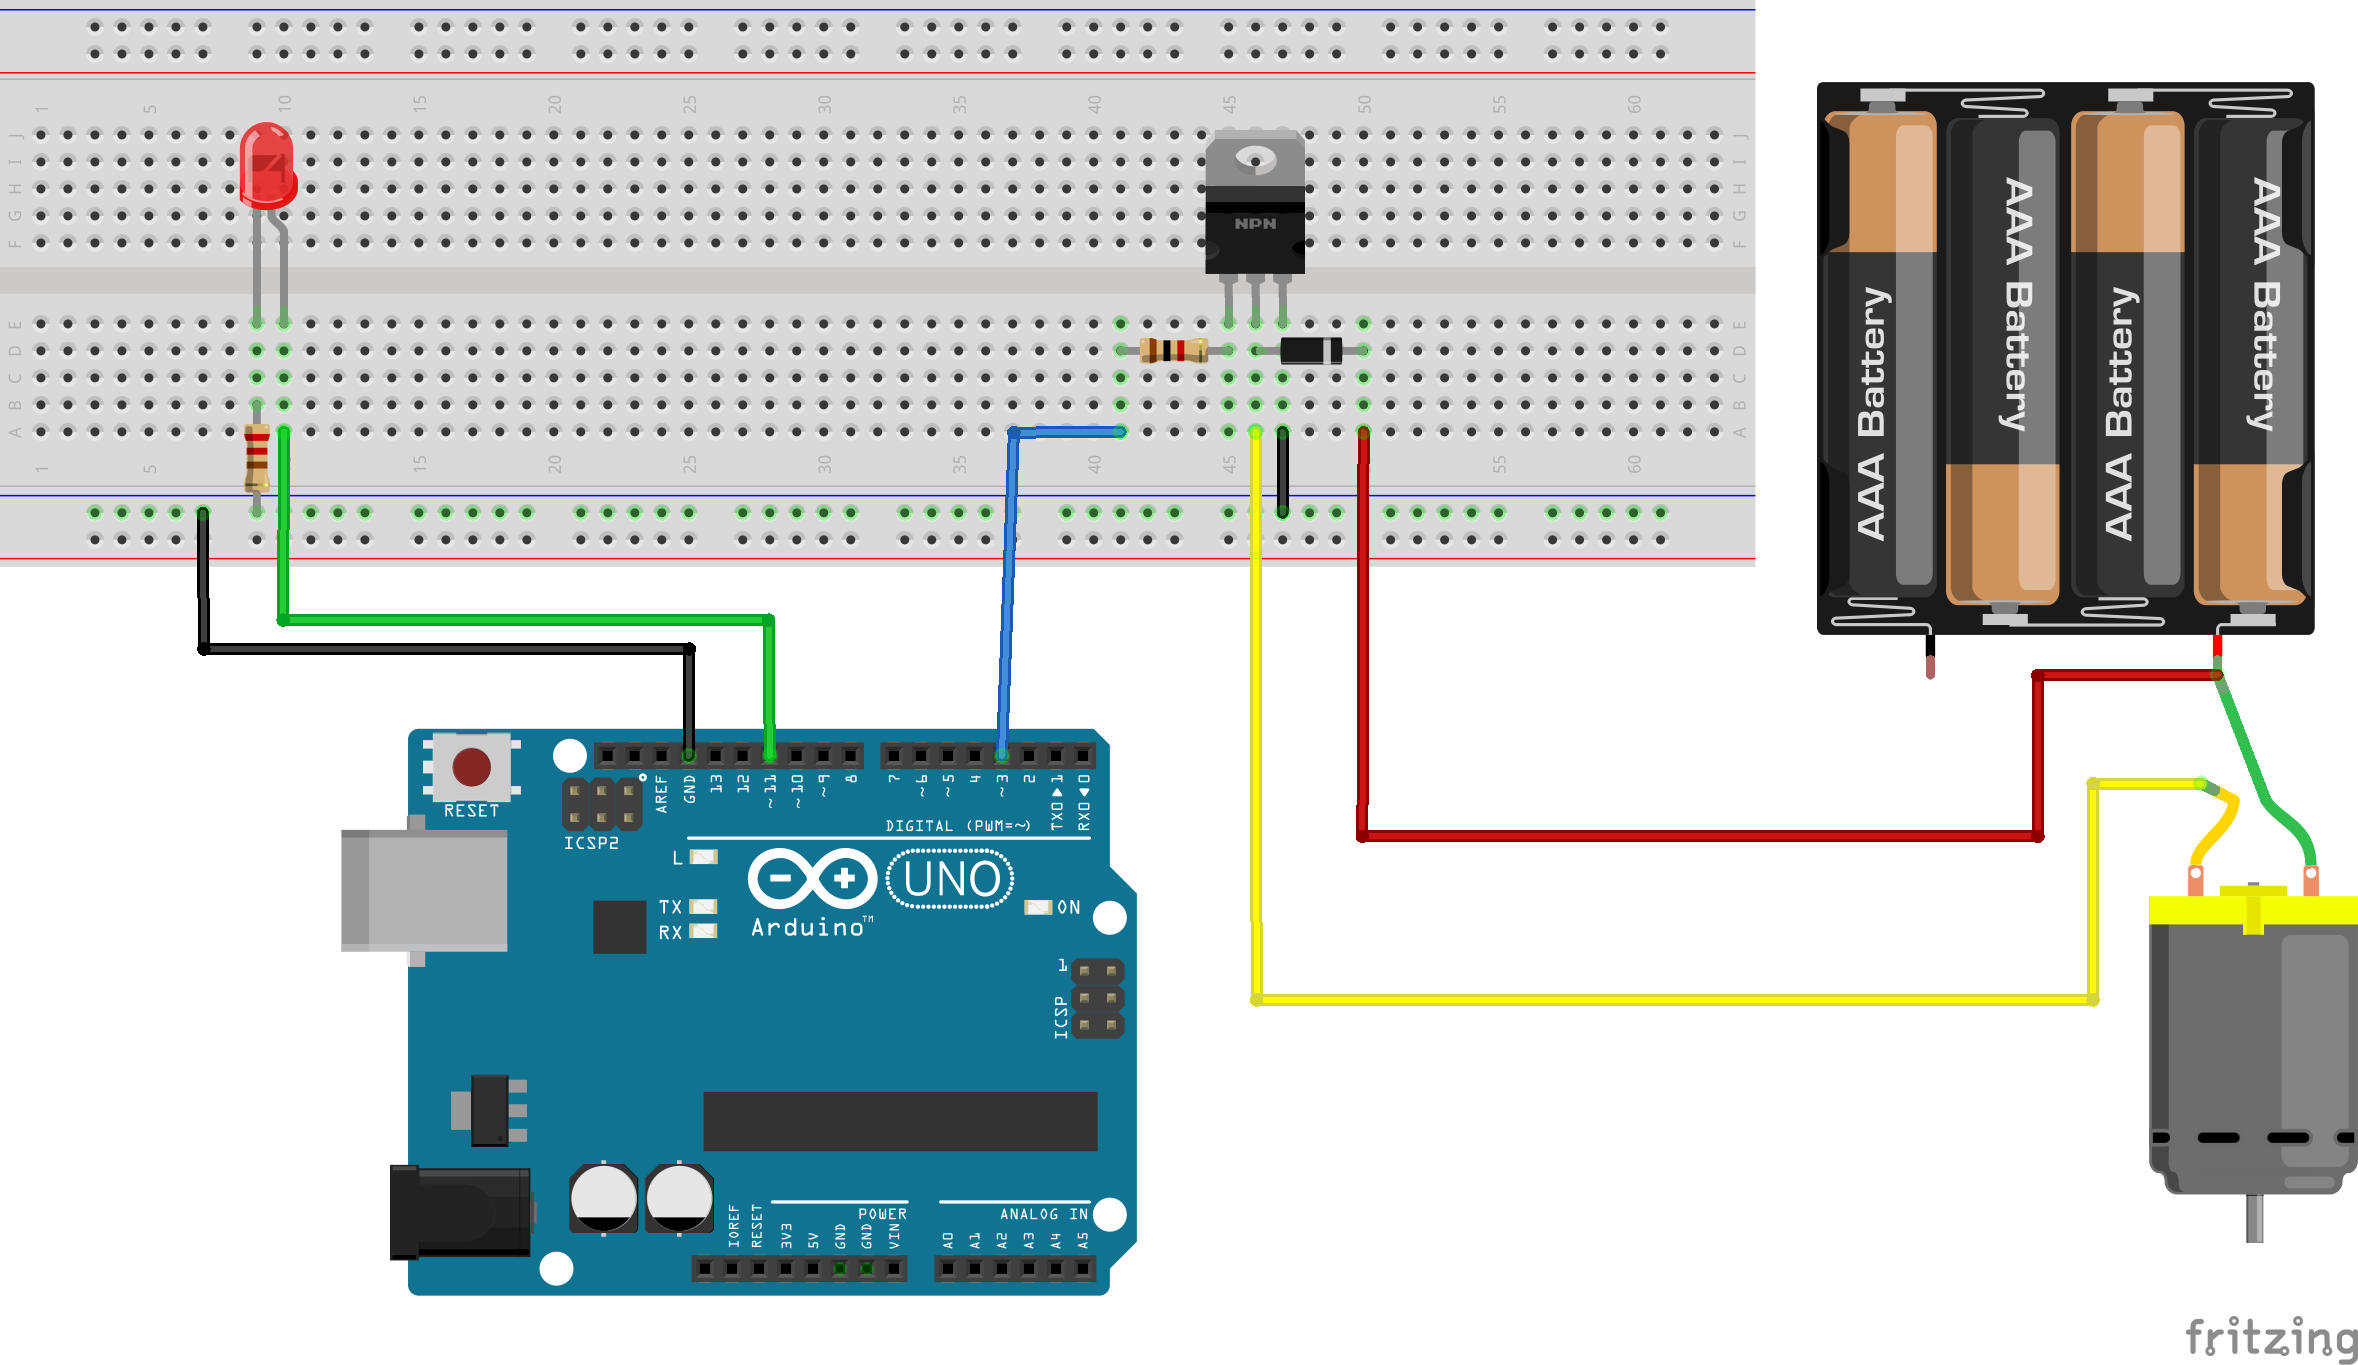 1 5 10 15 20 25 30 35 40 45 50 55 60
J J
I I
H H
G G
F F
NPN
E E
D D
C C
B B
A A
1 5 15 20 25 30 35 40 45 50 55 60
AAA Battery
AAA Battery
AAA Battery
AAA Battery
RESET
AREF GND 13 12 ~11 ~10 ~9 8 7 ~6 ~5 4 ~3 2 TX0▶1 RX0◀0
ICSP2
DIGITAL (PWM=~)
L
TX
RX
UNO
Arduino™
ON
1
ICSP
IOREF RESET 3V3 5V GND GND VIN
POWER
ANALOG IN
A0 A1 A2 A3 A4 A5
fritzing